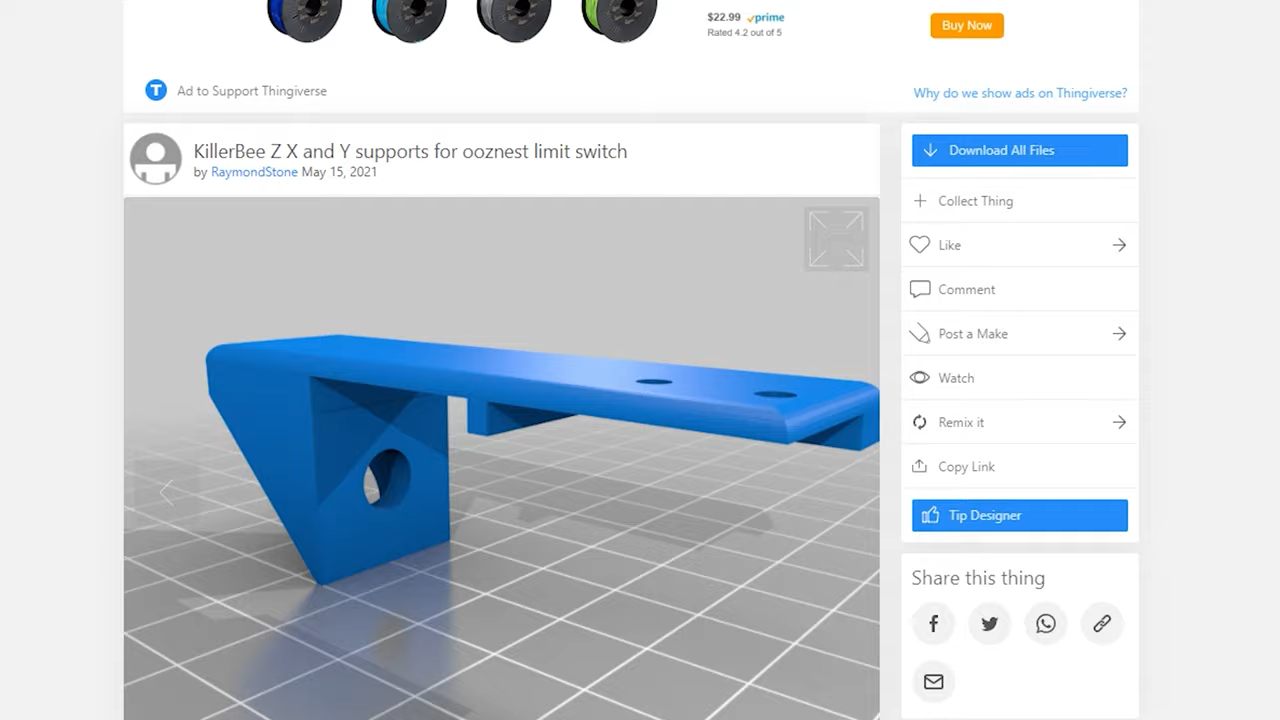 $22.99 prime
Rated 4.2 out of 5
Buy Now
T Ad to Support Thingiverse
Why do we show ads on Thingiverse?
KillerBee Z X and Y supports for ooznest limit switch
by RaymondStone May 15, 2021
Download All Files
Collect Thing
Like
Comment
Post a Make
Watch
Remix it
Copy Link
Tip Designer
Share this thing